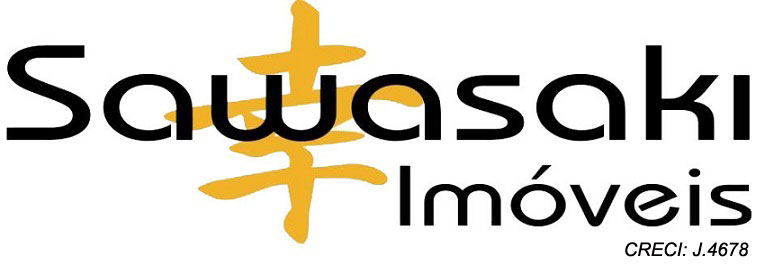 幸
Sawasaki
Imóveis
CRECI: J.4678